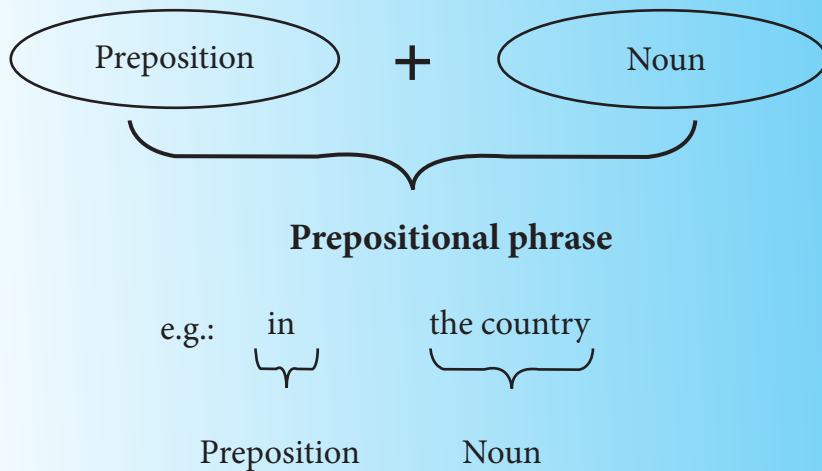 Preposition + Noun
Prepositional phrase
e.g.: in the country
Preposition Noun